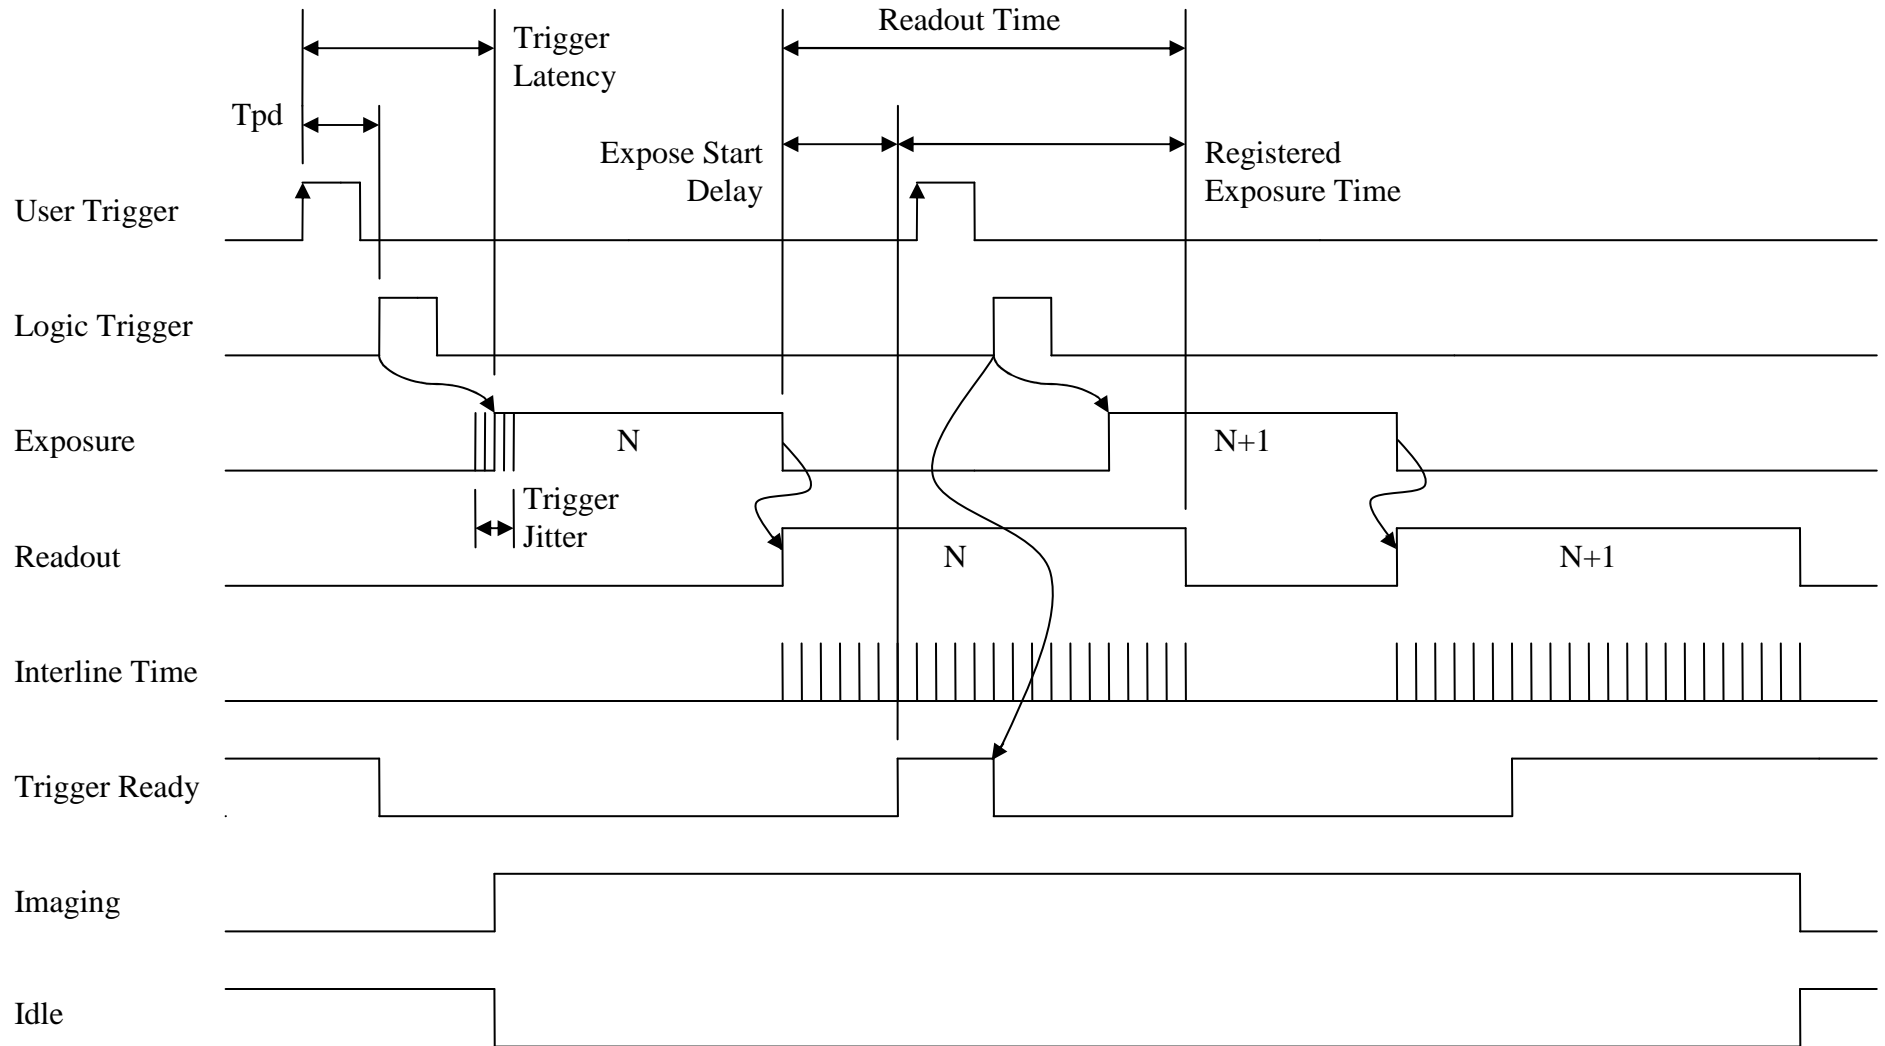 Readout Time
Trigger
Latency
Tpd
Expose Start
Delay
Registered
Exposure Time
User Trigger
Logic Trigger
Exposure
N
N+1
Trigger
Jitter
Readout
N
N+1
Interline Time
Trigger Ready
Imaging
Idle